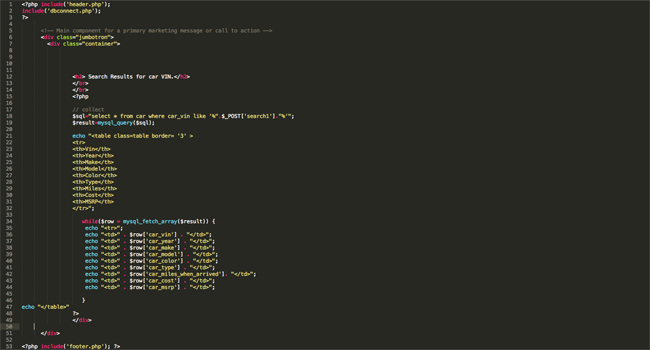 1 <?php include('header.php');
2 include('dbconnect.php');
3 ?>
4
5 <!-- Main component for a primary marketing message or call to action -->
6 <div class="jumbotron">
7 <div class="container">
8
9
10
11
12 <h2> Search Results for car VIN.</h2>
13 </br>
14 </br>
15 <?php
16
17 // collect
18 $sql="select * from car where car_vin like '%".$_POST['search1']."%'";
19 $result=mysql_query($sql);
20
21 echo "<table class=table border= '3' >
22 <tr>
23 <th>Vin</th>
24 <th>Year</th>
25 <th>Make</th>
26 <th>Model</th>
27 <th>Color</th>
28 <th>Type</th>
29 <th>Miles</th>
30 <th>Cost</th>
31 <th>MSRP</th>
32 </tr>";
33
34 while($row = mysql_fetch_array($result)) {
35 echo "<tr>";
36 echo "<td>" . $row['car_vin'] . "</td>";
37 echo "<td>" . $row['car_year'] . "</td>";
38 echo "<td>" . $row['car_make'] . "</td>";
39 echo "<td>" . $row['car_model'] . "</td>";
40 echo "<td>" . $row['car_color'] . "</td>";
41 echo "<td>" . $row['car_type'] . "</td>";
42 echo "<td>" . $row['car_miles_when_arrived']. "</td>";
43 echo "<td>" . $row['car_cost'] . "</td>";
44 echo "<td>" . $row['car_msrp'] . "</td>";
45
46 }
47 echo "</table>"
48 ?>
49 </div>
50
51 </div>
52
53 <?php include('footer.php'); ?>